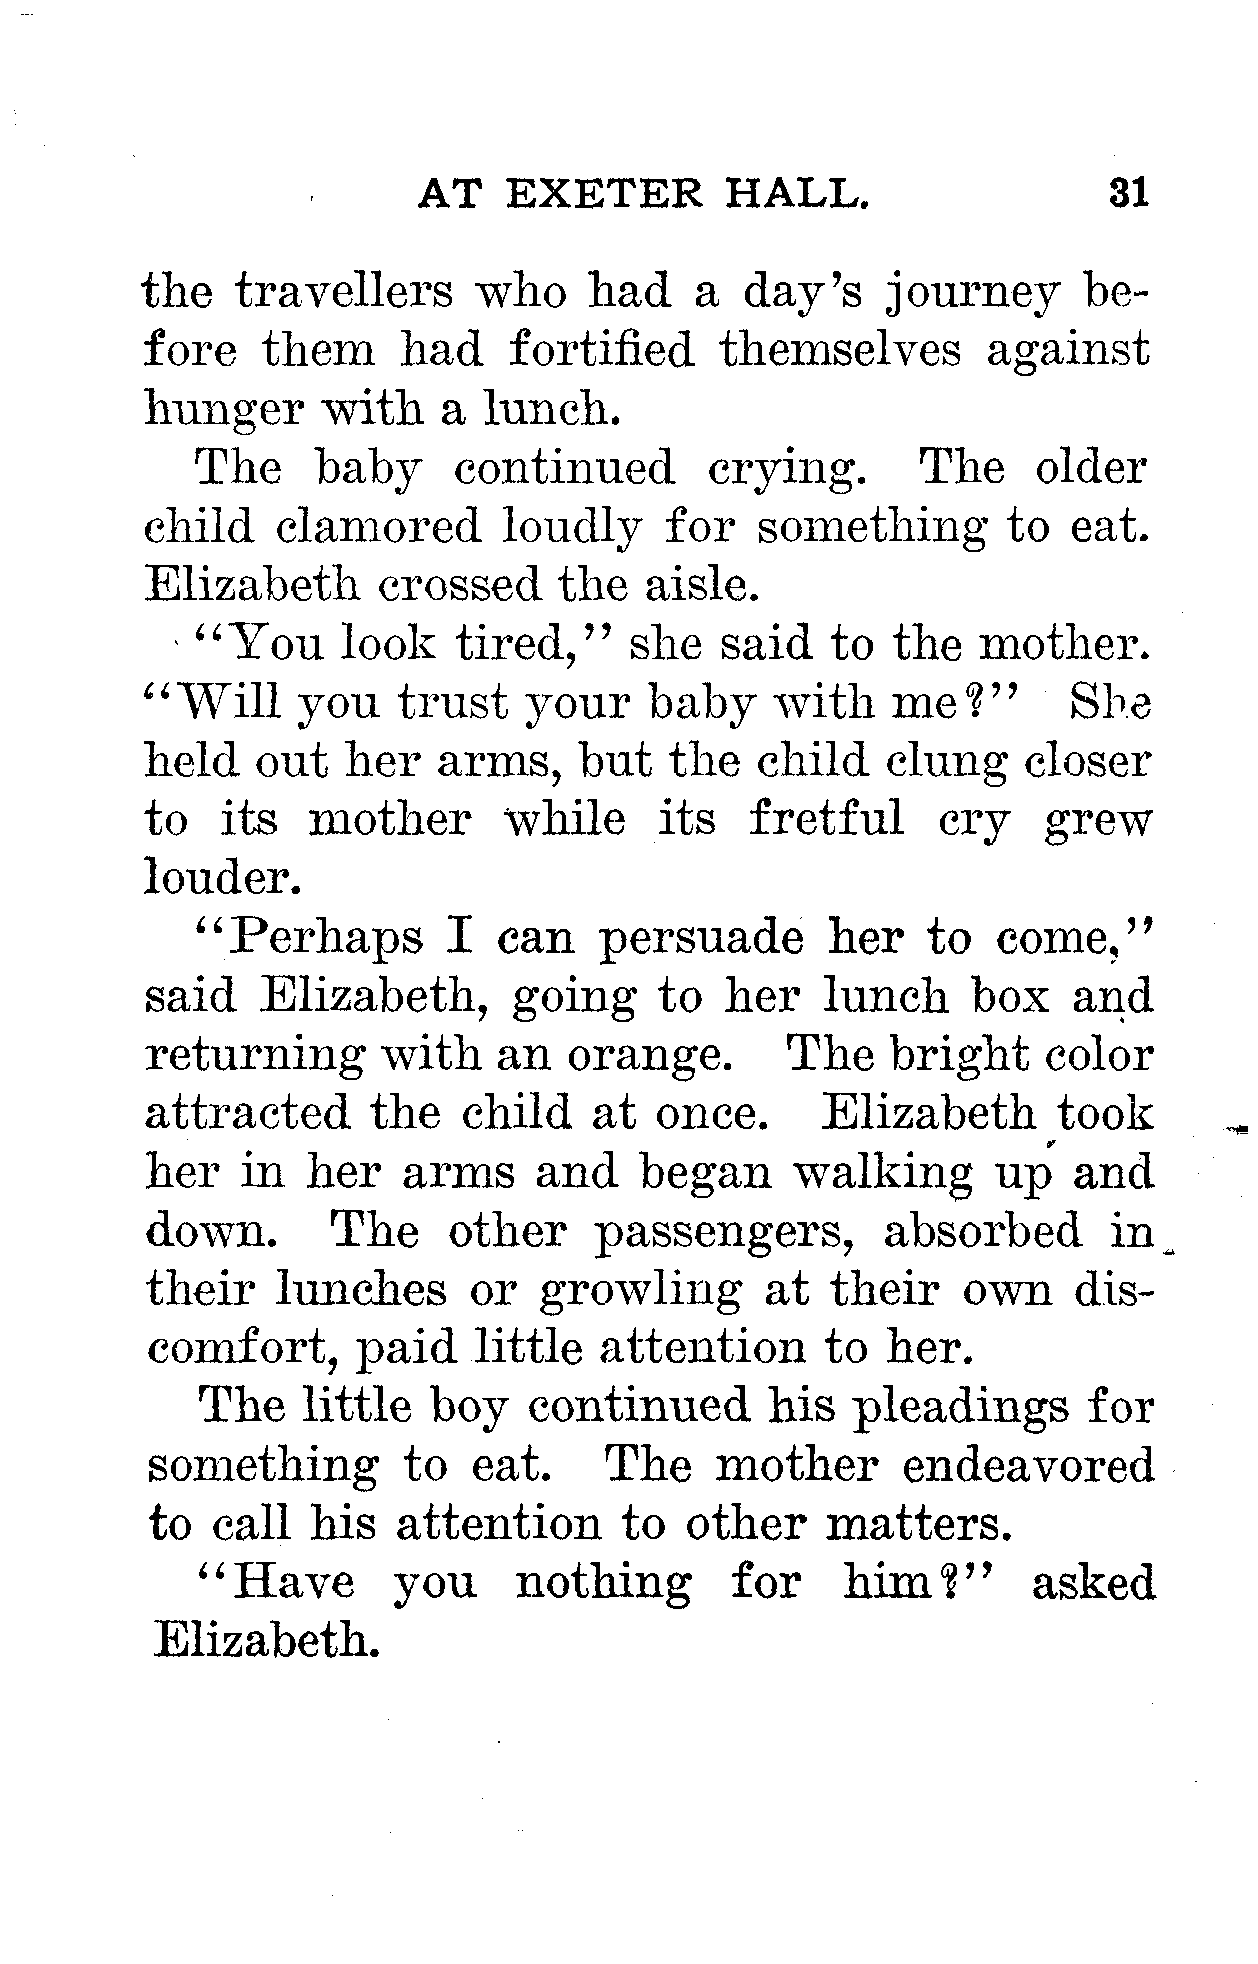 AT EXETER HALL. 31
the travellers who had a day's journey be-
fore them had fortified themselves against
hunger with a lunch.
The baby continued crying. The older
child clamored loudly for something to eat.
Elizabeth crossed the aisle.
"You look tired," she said to the mother.
"Will you trust your baby with me?" She
held out her arms, but the child clung closer
to its mother while its fretful cry grew
louder.
"Perhaps I can persuade her to come,"
said Elizabeth, going to her lunch box and
returning with an orange. The bright color
attracted the child at once. Elizabeth took
her in her arms and began walking up and
down. The other passengers, absorbed in
their lunches or growling at their own dis-
comfort, paid little attention to her.
The little boy continued his pleadings for
something to eat. The mother endeavored
to call his attention to other matters.
"Have you nothing for him?" asked
Elizabeth.